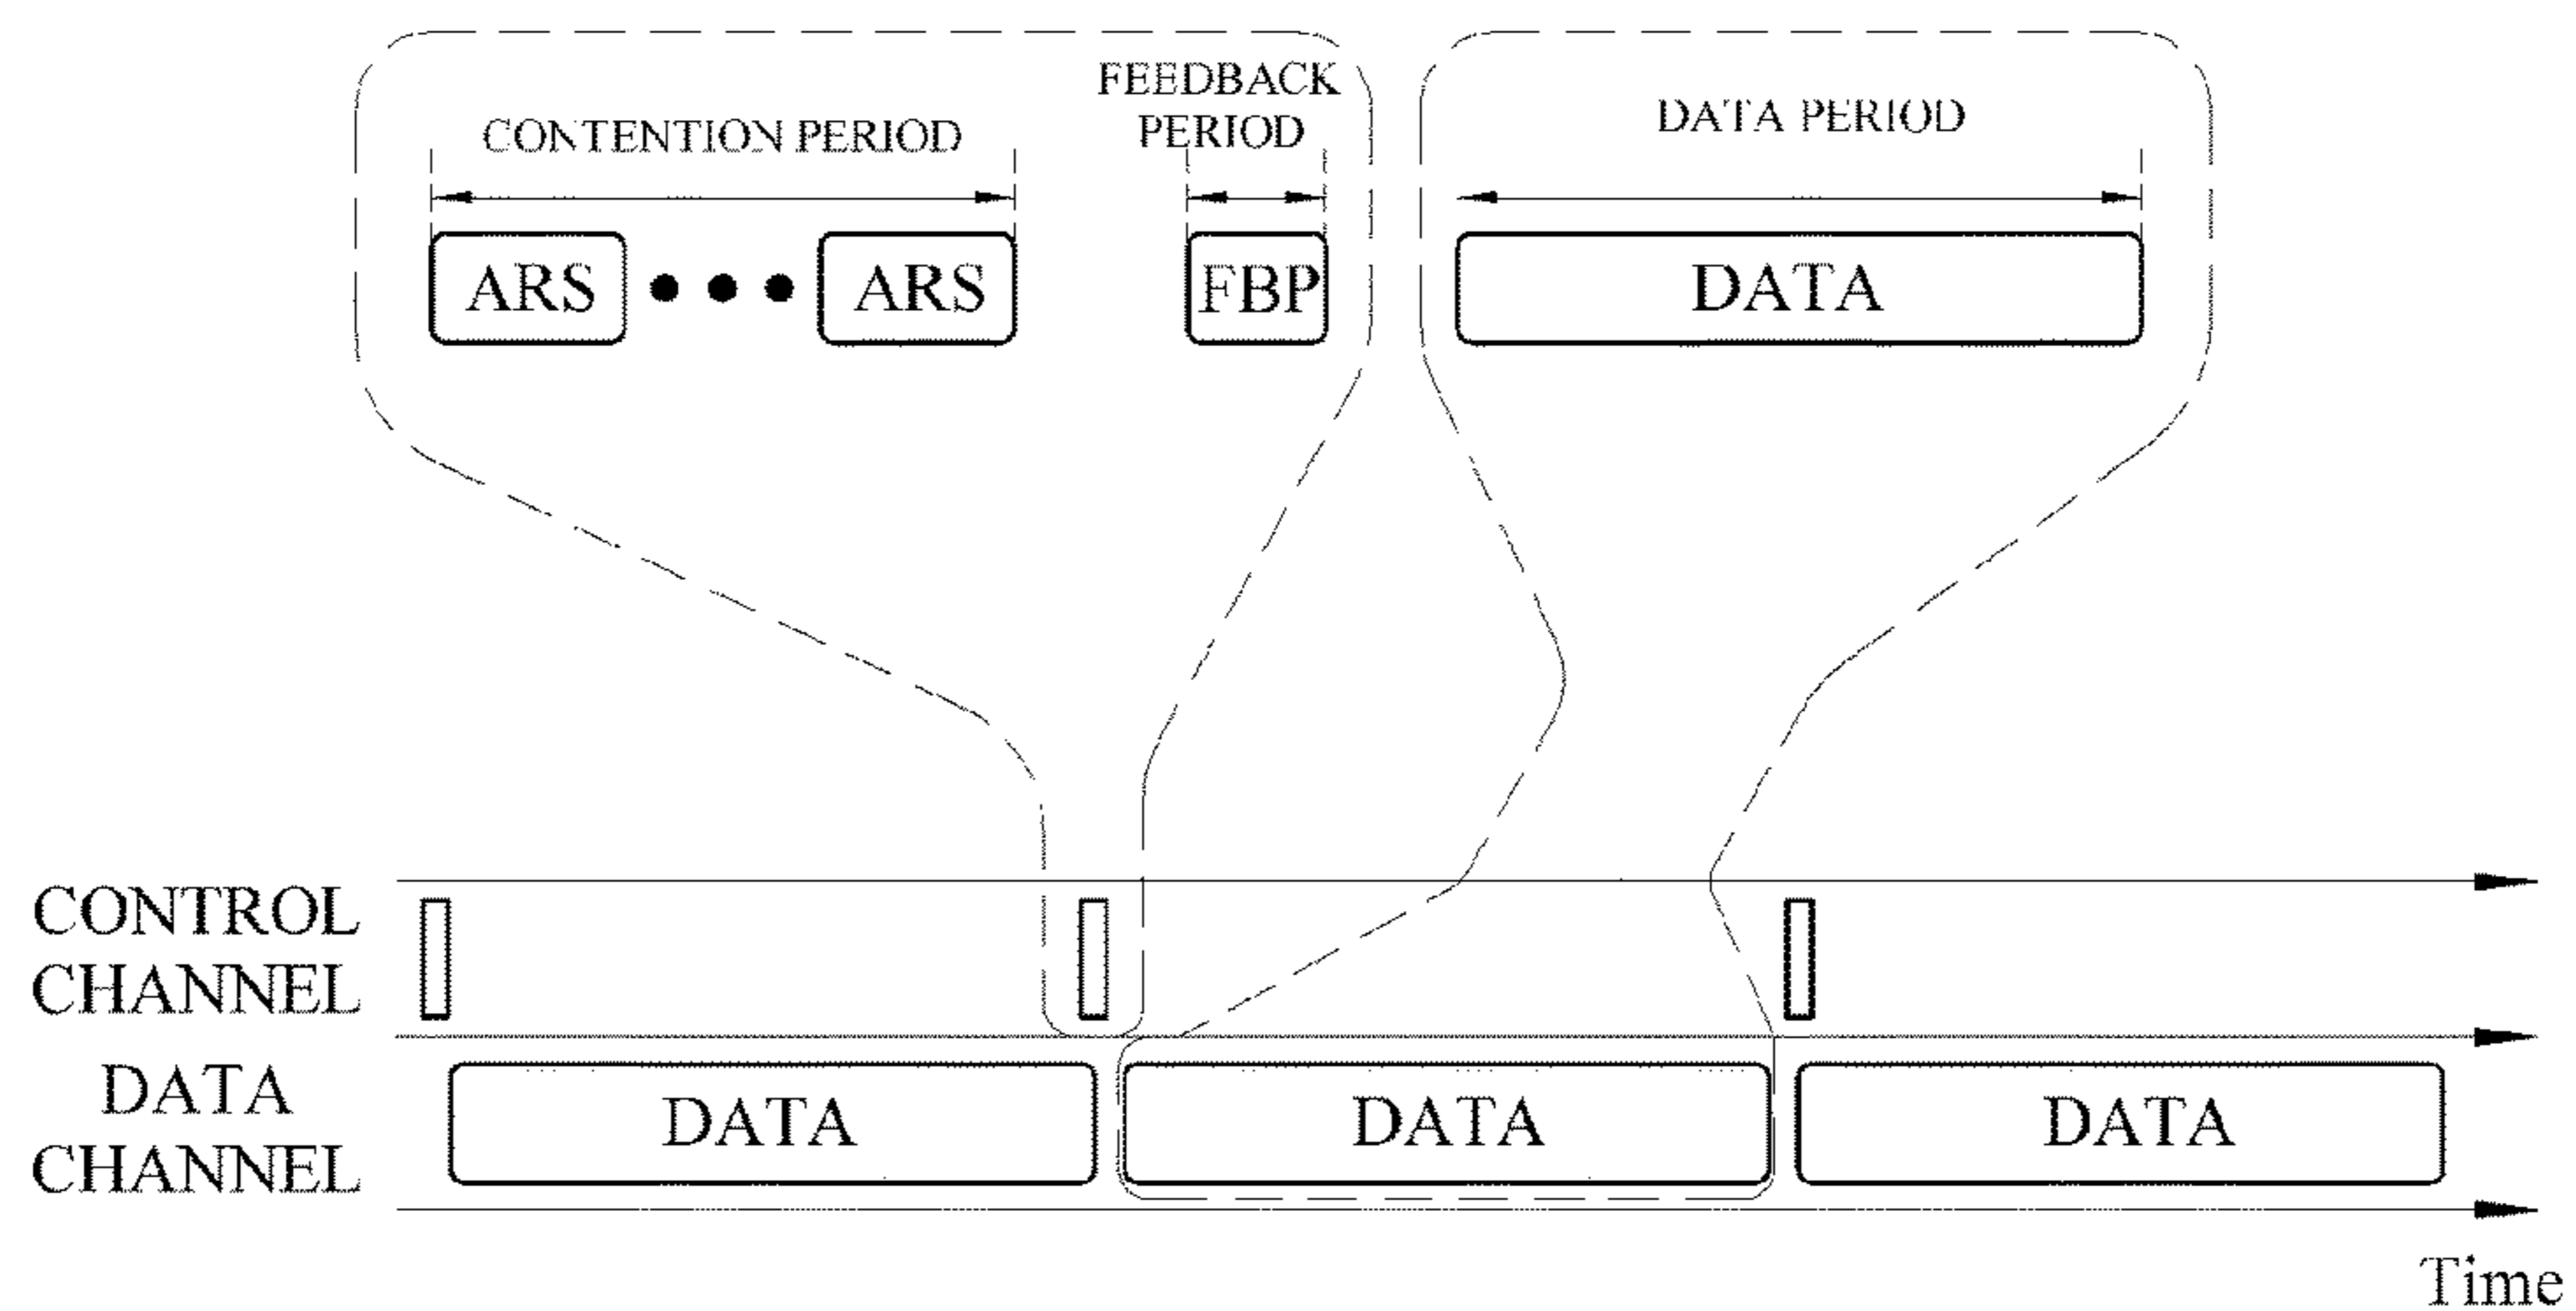 FEEDBACK
PERIOD
CONTENTION PERIOD
DATA PERIOD
ARS
ARS
FBP
DATA
CONTROL
CHANNEL
DATA
CHANNEL
DATA
DATA
DATA
Time